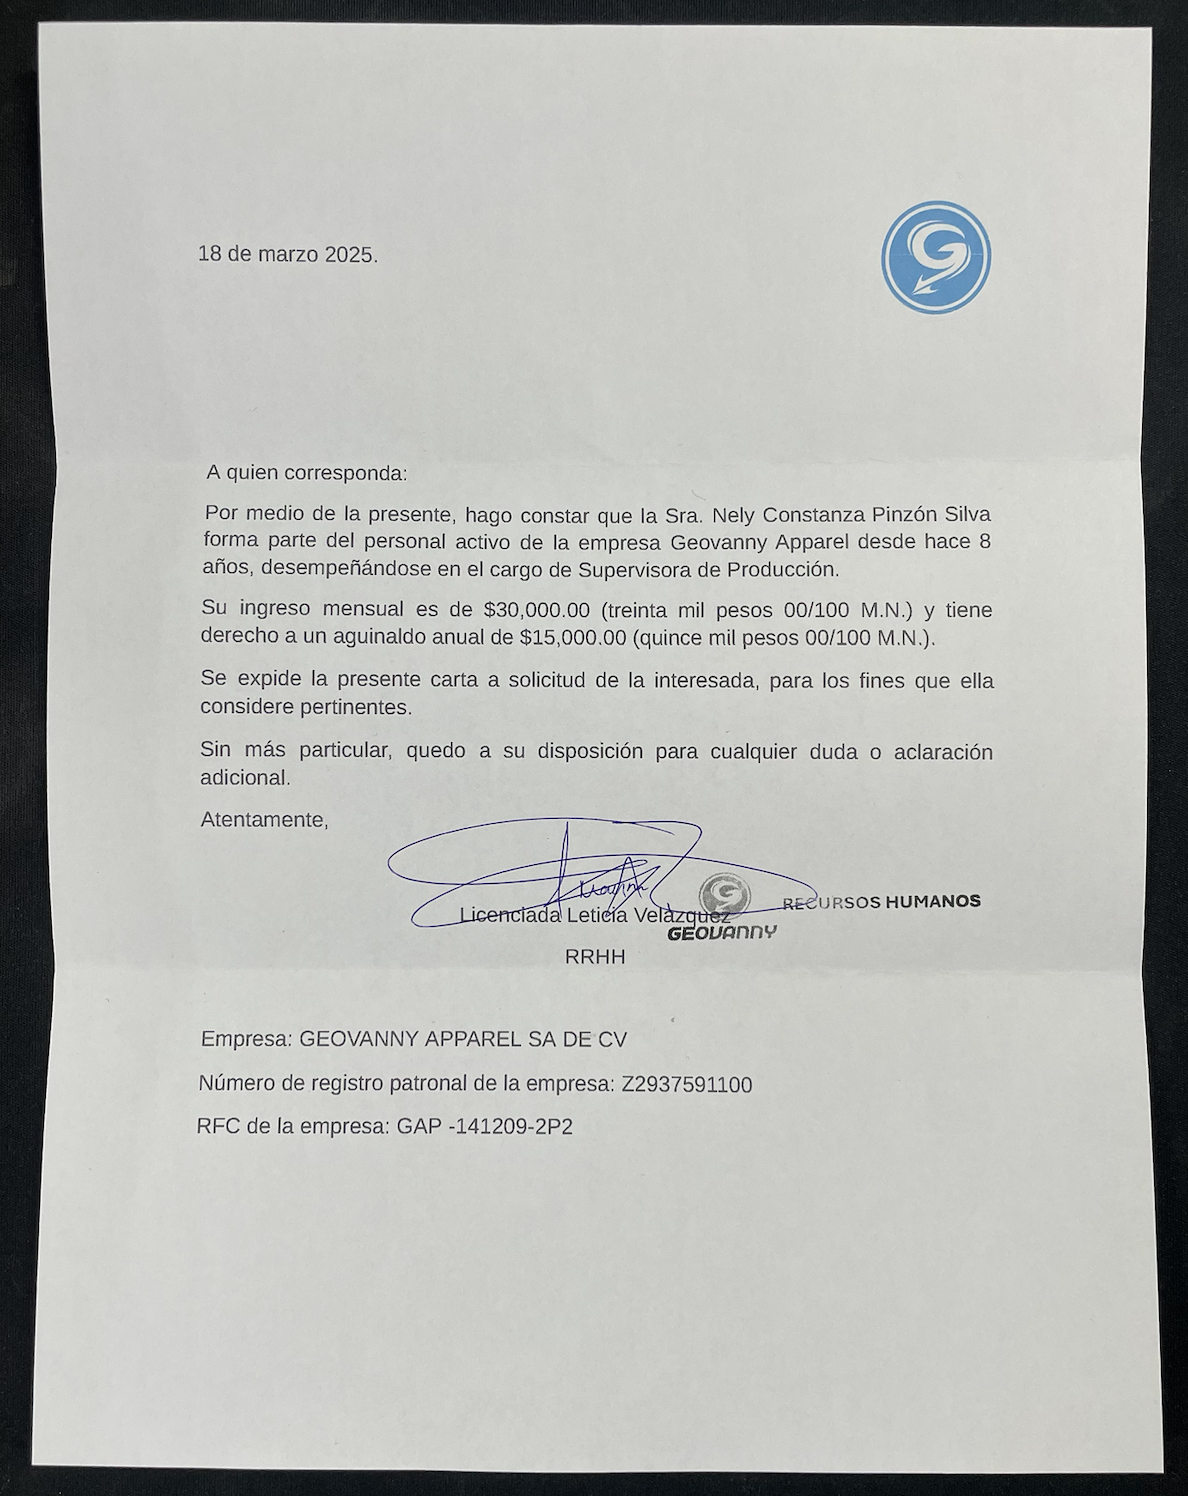 18 de marzo 2025.
A quien corresponda:
Por medio de la presente, hago constar que la Sra. Nely Constanza Pinzón Silva
forma parte del personal activo de la empresa Geovanny Apparel desde hace 8
años, desempeñándose en el cargo de Supervisora de Producción.
Su ingreso mensual es de $30,000.00 (treinta mil pesos 00/100 M.N.) y tiene
derecho a un aguinaldo anual de $15,000.00 (quince mil pesos 00/100 M.N.).
Se expide la presente carta a solicitud de la interesada, para los fines que ella
considere pertinentes.
Sin más particular, quedo a su disposición para cualquier duda o aclaración
adicional.
Atentamente,
RECURSOS HUMANOS
Licenciada Leticia Velázquez
GEOVANNY
RRHH
Empresa: GEOVANNY APPAREL SA DE CV
Número de registro patronal de la empresa: Z2937591100
RFC de la empresa: GAP -141209-2P2